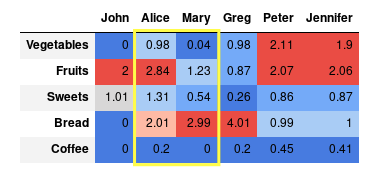 John Alice Mary Greg Peter Jennifer
Vegetables 0 0.98 0.04 0.98 2.11 1.9
Fruits 2 2.84 1.23 0.87 2.07 2.06
Sweets 1.01 1.31 0.54 0.26 0.86 0.87
Bread 0 2.01 2.99 4.01 0.99 1
Coffee 0 0.2 0 0.2 0.45 0.41